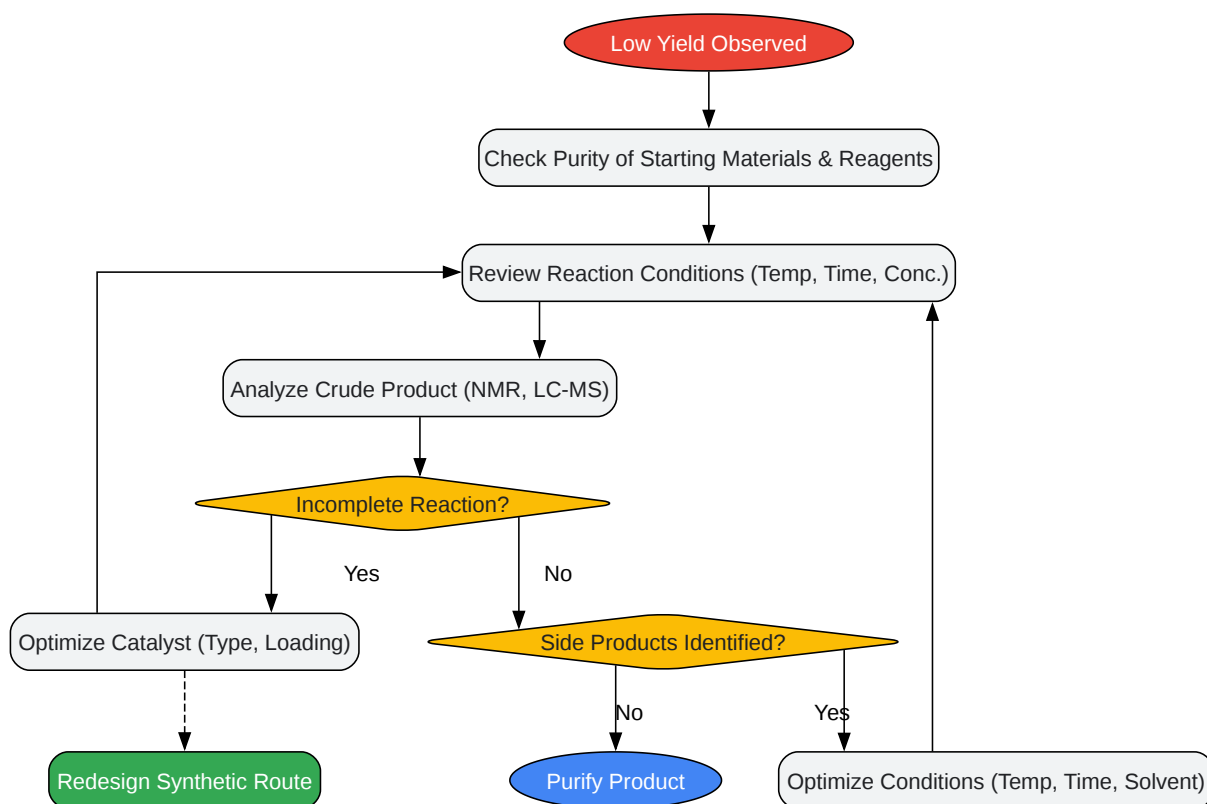 Low Yield Observed
Check Purity of Starting Materials & Reagents
Review Reaction Conditions (Temp, Time, Conc.)
Analyze Crude Product (NMR, LC-MS)
Incomplete Reaction?
Yes
No
Optimize Catalyst (Type, Loading)
Side Products Identified?
No
Yes
Redesign Synthetic Route
Purify Product
Optimize Conditions (Temp, Time, Solvent)